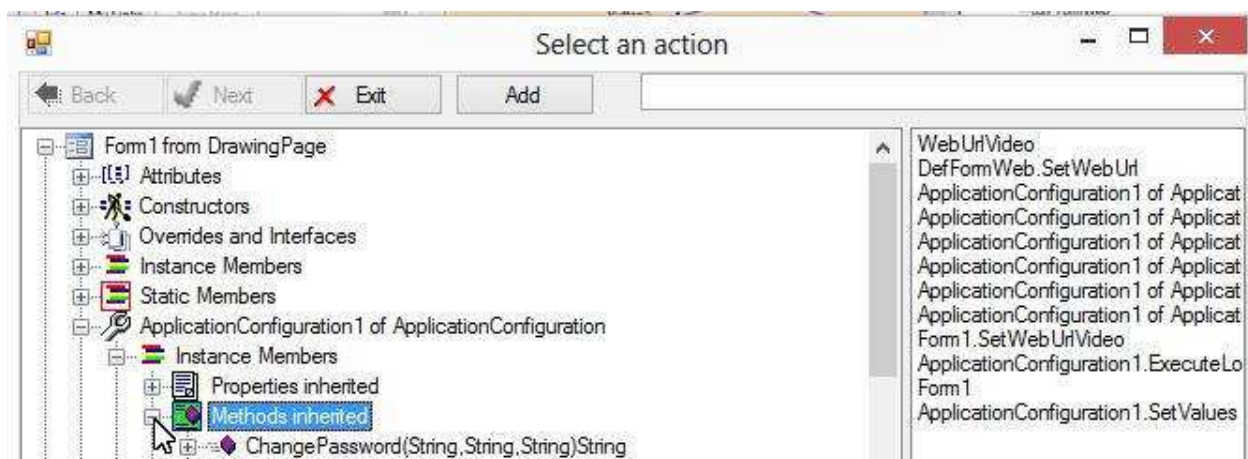 Select an action
Back Next Exit Add
Form1 from DrawingPage
Attributes
Constructors
Overrides and Interfaces
Instance Members
Static Members
ApplicationConfiguration1 of ApplicationConfiguration
Instance Members
Properties inherited
Methods inherited
ChangePassword(String,String,String)String
WebUrlVideo
DefFormWeb.SetWebUrl
ApplicationConfiguration1 of Applicat
ApplicationConfiguration1 of Applicat
ApplicationConfiguration1 of Applicat
ApplicationConfiguration1 of Applicat
ApplicationConfiguration1 of Applicat
ApplicationConfiguration1 of Applicat
Form1.SetWebUrlVideo
ApplicationConfiguration1.ExecuteLo
Form1
ApplicationConfiguration1.SetValues